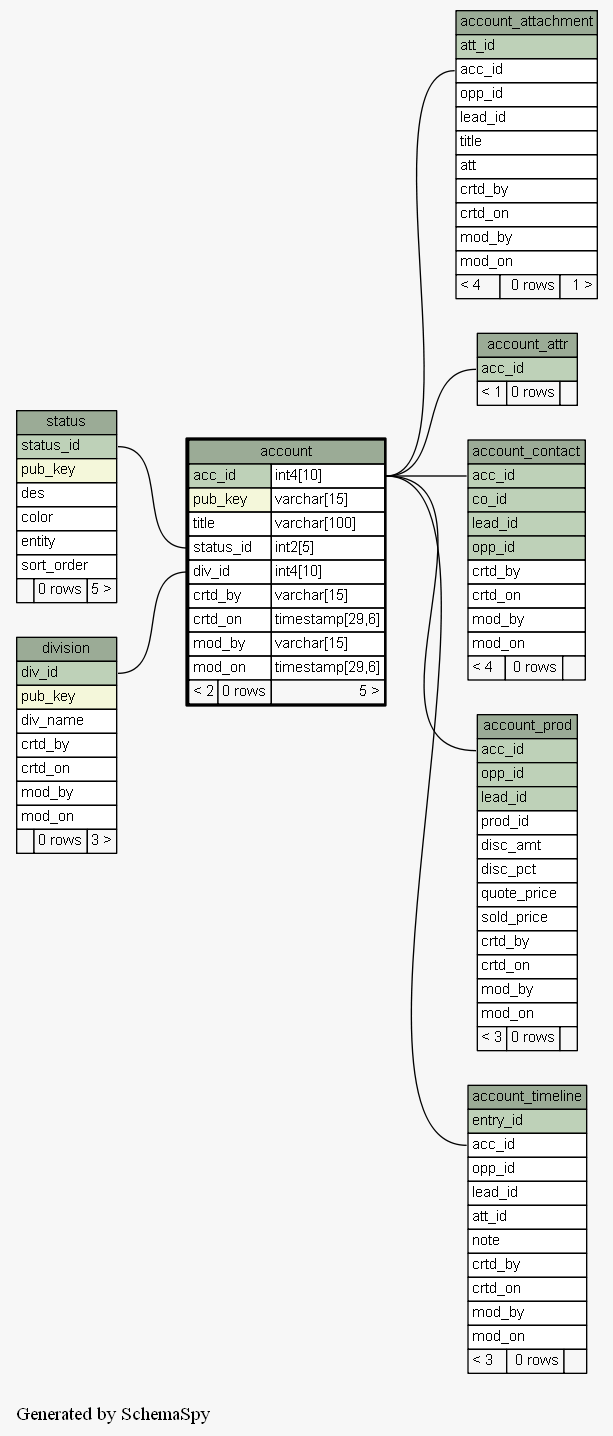 account_attachment
att_id
acc_id
opp_id
lead_id
title
att
crtd_by
crtd_on
mod_by
mod_on
< 4 0 rows 1 >
account_attr
acc_id
< 1 0 rows
status
status_id
pub_key
des
color
entity
sort_order
0 rows 5 >
account
acc_id int4[10]
pub_key varchar[15]
title varchar[100]
status_id int2[5]
div_id int4[10]
crtd_by varchar[15]
crtd_on timestamp[29,6]
mod_by varchar[15]
mod_on timestamp[29,6]
< 2 0 rows 5 >
account_contact
acc_id
co_id
lead_id
opp_id
crtd_by
crtd_on
mod_by
mod_on
< 4 0 rows
division
div_id
pub_key
div_name
crtd_by
crtd_on
mod_by
mod_on
0 rows 3 >
account_prod
acc_id
opp_id
lead_id
prod_id
disc_amt
disc_pct
quote_price
sold_price
crtd_by
crtd_on
mod_by
mod_on
< 3 0 rows
account_timeline
entry_id
acc_id
opp_id
lead_id
att_id
note
crtd_by
crtd_on
mod_by
mod_on
< 3 0 rows
Generated by SchemaSpy